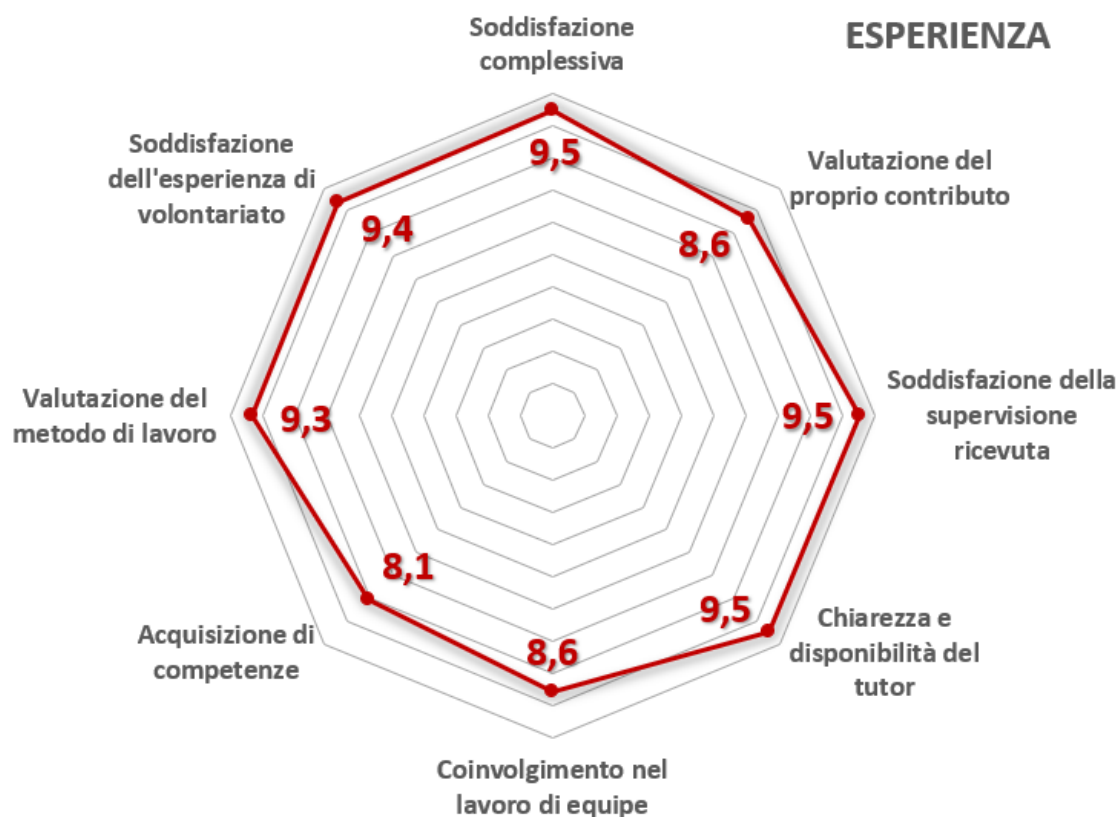 ESPERIENZA
Soddisfazione
complessiva
9,5
Valutazione del
proprio contributo
8,6
Soddisfazione della
supervisione
ricevuta
9,5
Chiarezza e
disponibilità del
tutor
9,5
Coinvolgimento nel
lavoro di equipe
8,6
Acquisizione di
competenze
8,1
Valutazione del
metodo di lavoro
9,3
Soddisfazione
dell'esperienza di
volontariato
9,4